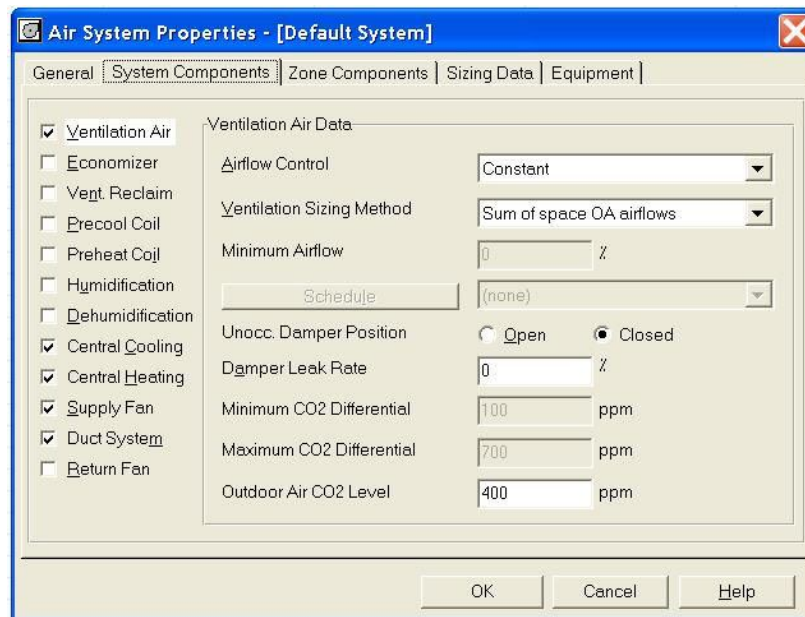 Air System Properties - [Default System]
General System Components Zone Components Sizing Data Equipment
Ventilation Air
Economizer
Vent. Reclaim
Precool Coil
Preheat Coil
Humidification
Dehumidification
Central Cooling
Central Heating
Supply Fan
Duct System
Return Fan
Ventilation Air Data
Airflow Control Constant
Ventilation Sizing Method Sum of space OA airflows
Minimum Airflow 0 %
Schedule (none)
Unocc. Damper Position Open Closed
Damper Leak Rate 0 %
Minimum CO2 Differential 100 ppm
Maximum CO2 Differential 700 ppm
Outdoor Air CO2 Level 400 ppm
OK Cancel Help